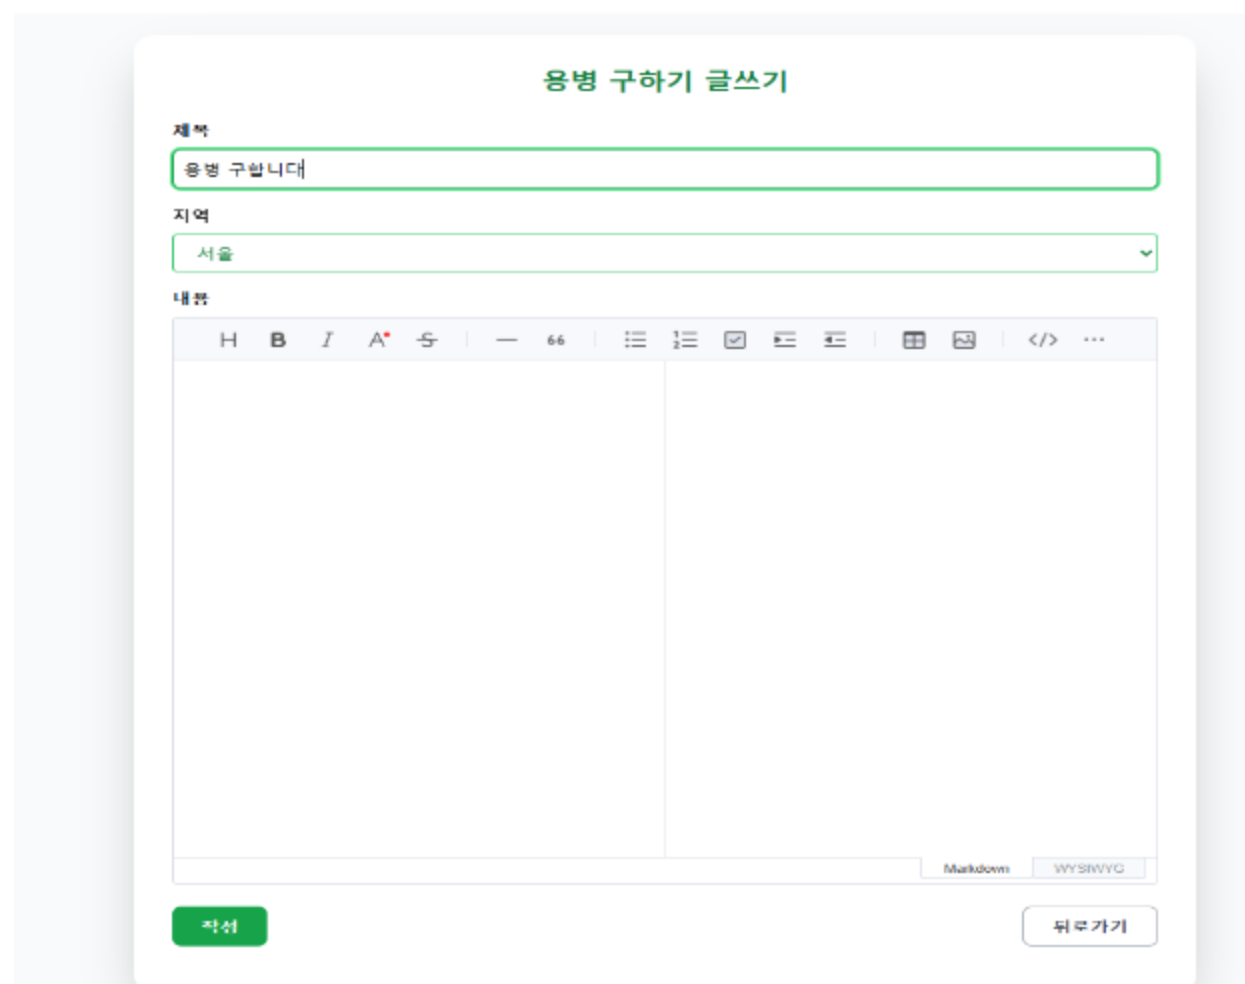 용병 구하기 글쓰기
제목
용병 구합니다
지역
서울
내용
H B I A S 66 </> ...
Markdown WYSIWYG
작성 뒤로가기